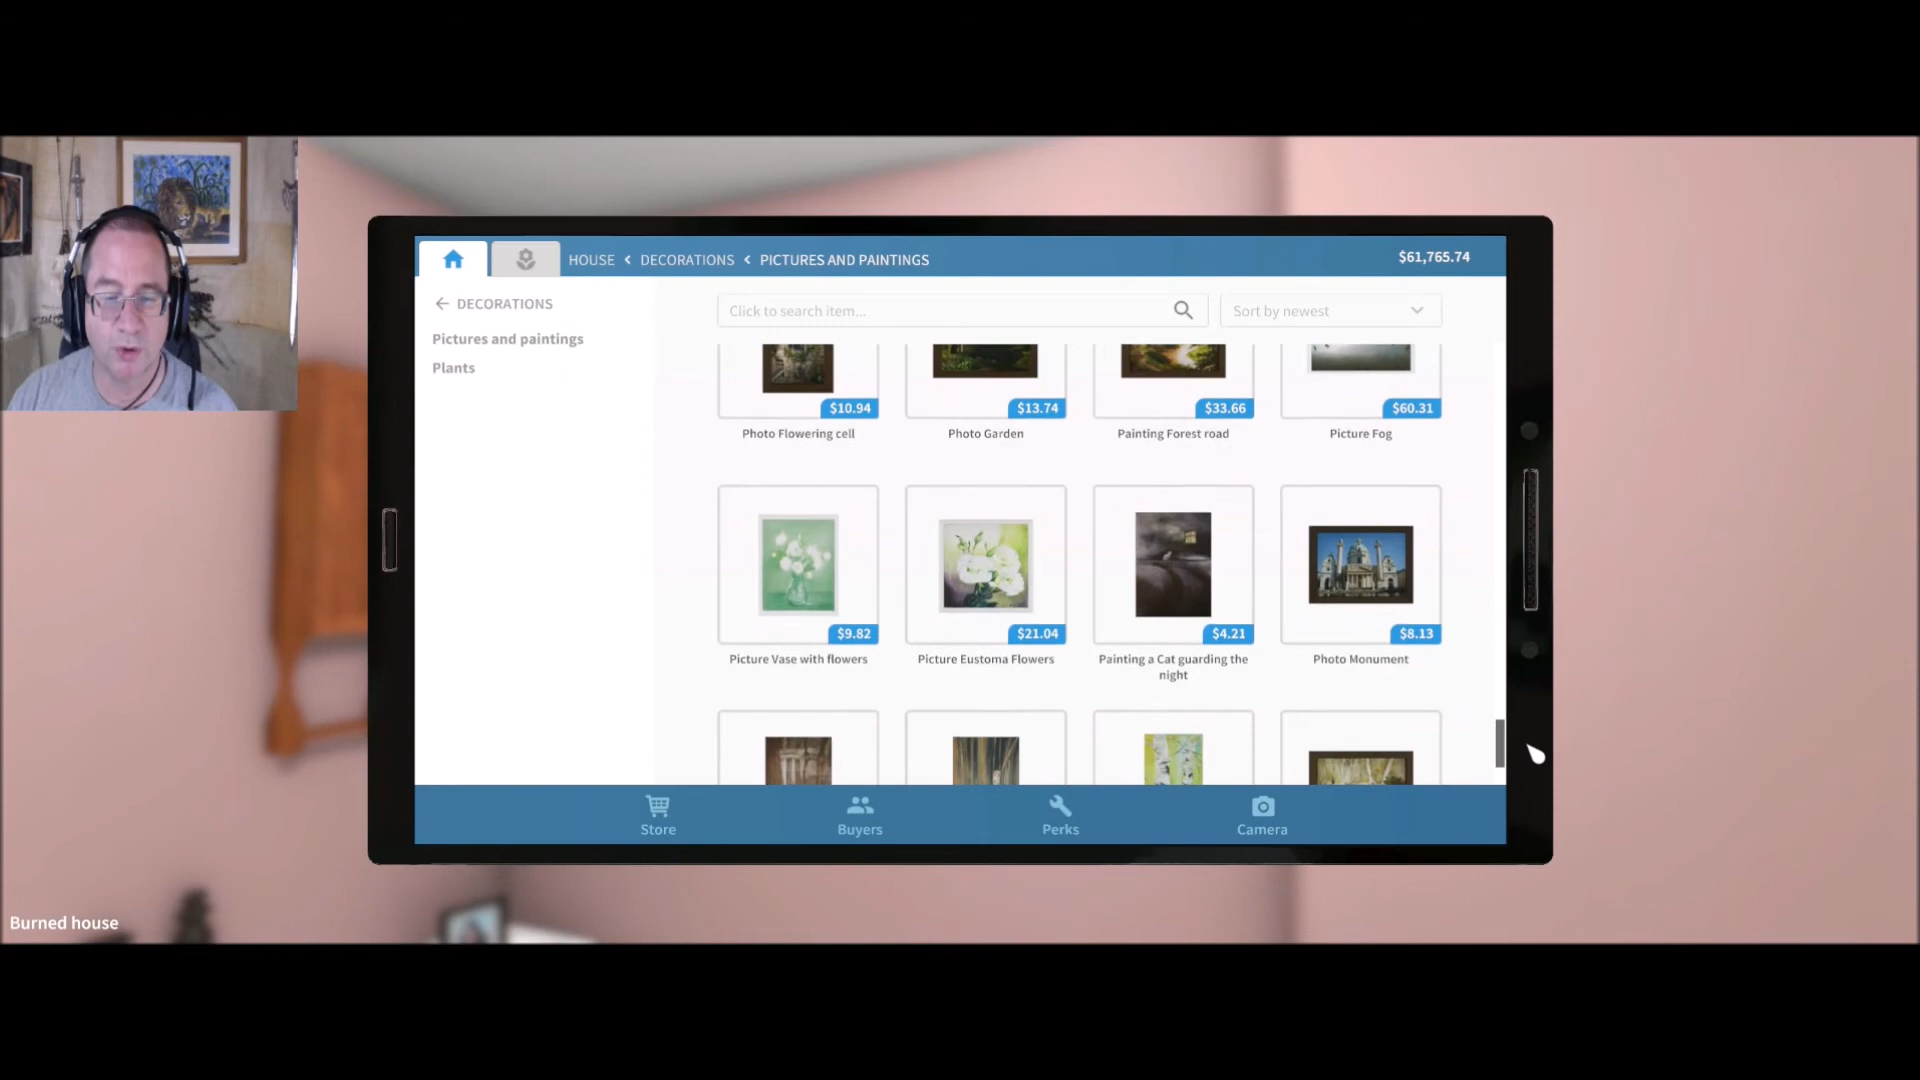 HOUSE < DECORATIONS < PICTURES AND PAINTINGS
$61,765.74
DECORATIONS
Pictures and paintings
Plants
Click to search item...
Sort by newest
$10.94
$13.74
$33.66
$60.31
Photo Flowering cell
Photo Garden
Painting Forest road
Picture Fog
$9.82
$21.04
$4.21
$8.13
Picture Vase with flowers
Picture Eustoma Flowers
Painting a Cat guarding the
night
Photo Monument
Store
Buyers
Perks
Camera
Burned house